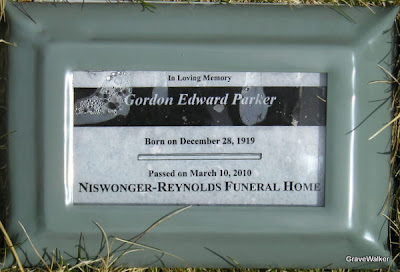 In Loving Memory
Gordon Edward Parker
Born on December 28, 1919
Passed on March 10, 2010
NISWONGER-REYNOLDS FUNERAL HOME
GraveWalker